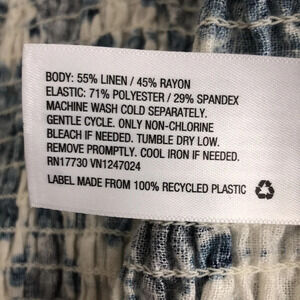 BODY: 55% LINEN / 45% RAYON
ELASTIC: 71% POLYESTER / 29% SPANDEX
MACHINE WASH COLD SEPARATELY.
GENTLE CYCLE. ONLY NON-CHLORINE
BLEACH IF NEEDED. TUMBLE DRY LOW.
REMOVE PROMPTLY. COOL IRON IF NEEDED.
RN17730 VN1247024
LABEL MADE FROM 100% RECYCLED PLASTIC